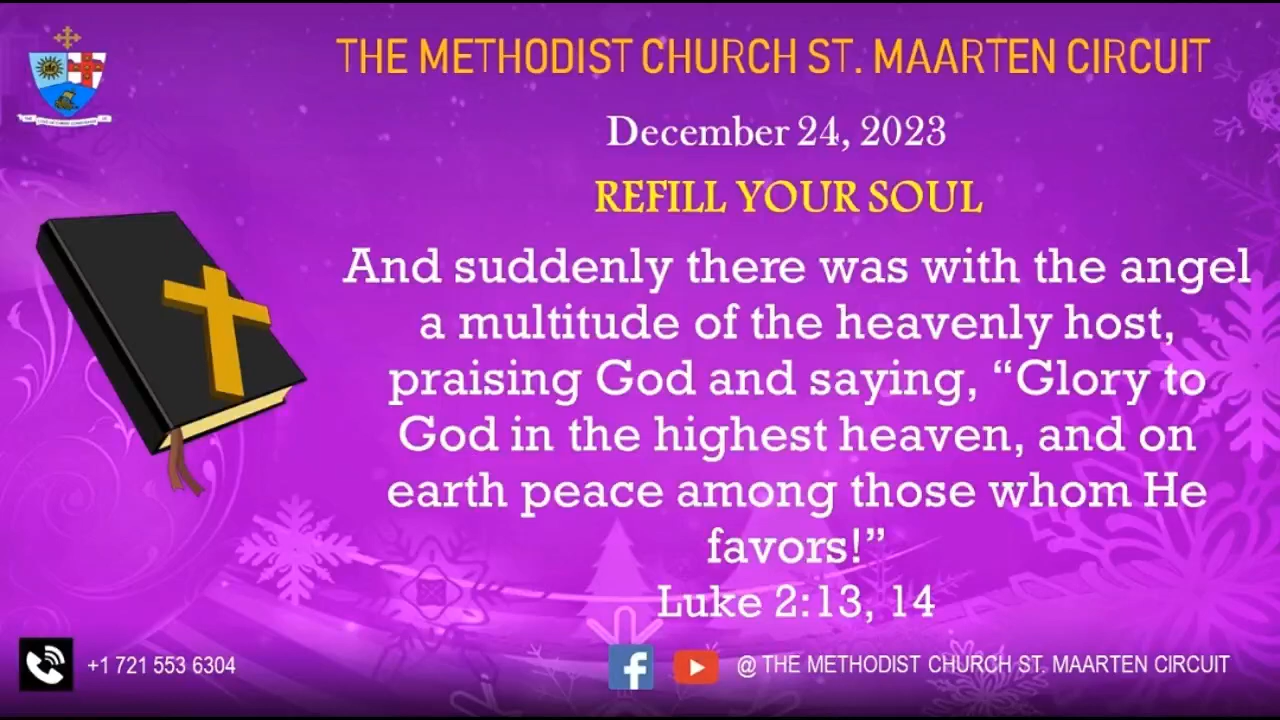 THE METHODIST CHURCH ST. MAARTEN CIRCUIT
December 24, 2023
REFILL YOUR SOUL
And suddenly there was with the angel
a multitude of the heavenly host,
praising God and saying, “Glory to
God in the highest heaven, and on
earth peace among those whom He
favors!”
Luke 2:13, 14
+1 721 553 6304
@ THE METHODIST CHURCH ST. MAARTEN CIRCUIT